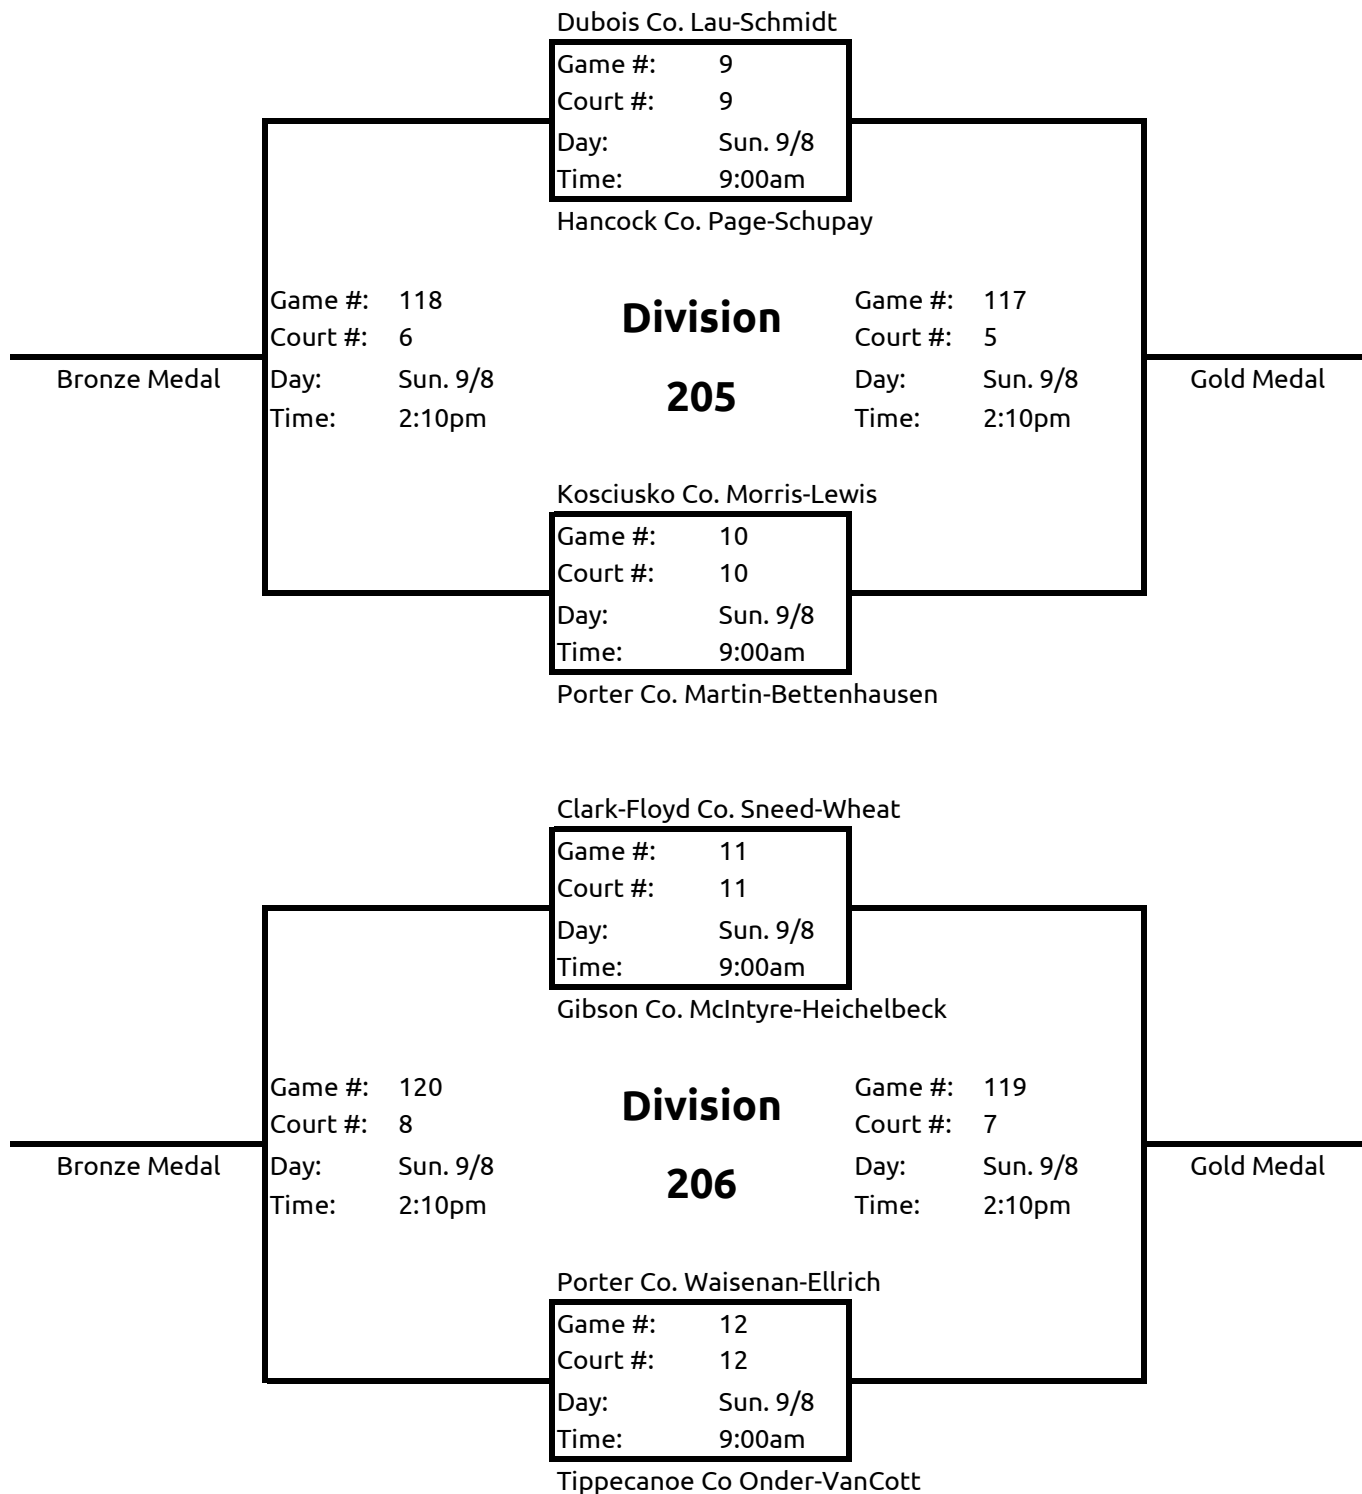 Dubois Co. Lau-Schmidt
Game #: 9
Court #: 9
Day: Sun. 9/8
Time: 9:00am
Hancock Co. Page-Schupay
Game #: 118
Court #: 6
Bronze Medal
Day: Sun. 9/8
Time: 2:10pm
Division
205
Game #: 117
Court #: 5
Day: Sun. 9/8
Time: 2:10pm
Gold Medal
Kosciusko Co. Morris-Lewis
Game #: 10
Court #: 10
Day: Sun. 9/8
Time: 9:00am
Porter Co. Martin-Bettenhausen
Clark-Floyd Co. Sneed-Wheat
Game #: 11
Court #: 11
Day: Sun. 9/8
Time: 9:00am
Gibson Co. McIntyre-Heichelbeck
Game #: 120
Court #: 8
Bronze Medal
Day: Sun. 9/8
Time: 2:10pm
Division
206
Game #: 119
Court #: 7
Day: Sun. 9/8
Time: 2:10pm
Gold Medal
Porter Co. Waisenan-Ellrich
Game #: 12
Court #: 12
Day: Sun. 9/8
Time: 9:00am
Tippecanoe Co Onder-VanCott